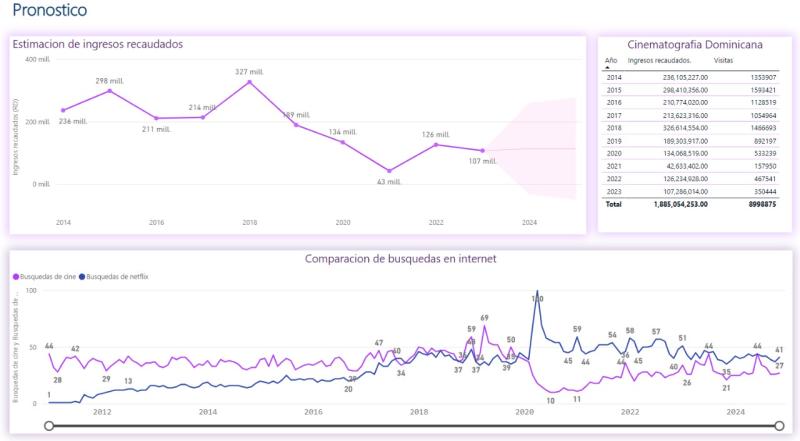 Pronostico
Estimacion de ingresos recaudados
400 mill.
200 mill.
0 mill.
Ingresos recaudados (RD)
236 mill.
298 mill.
211 mill.
214 mill.
327 mill.
189 mill.
134 mill.
43 mill.
126 mill.
107 mill.
2014 2016 2018 2020 2022 2024
Cinematografia Dominicana
Año Ingresos recaudados. Visitas
2014 236,105,227.00 1353907
2015 298,410,356.00 1593421
2016 210,774,020.00 1128519
2017 213,623,316.00 1054964
2018 326,614,554.00 1466693
2019 189,303,917.00 892197
2020 134,068,519.00 533239
2021 42,633,402.00 157950
2022 126,234,928.00 467541
2023 107,286,014.00 350444
Total 1,885,054,253.00 8998875
Comparacion de busquedas en internet
Busquedas de cine Busquedas de netflix
Busquedas de cine y Busquedas de ...
100
50
0
44 28 42 1 29 13 47 40 34 20 37 59 69 37 34 39 50 100 10 45 59 44 11 54 58 45 57 40 51 26 44 35 21 44 41 27
2012 2014 2016 2018 2020 2022 2024